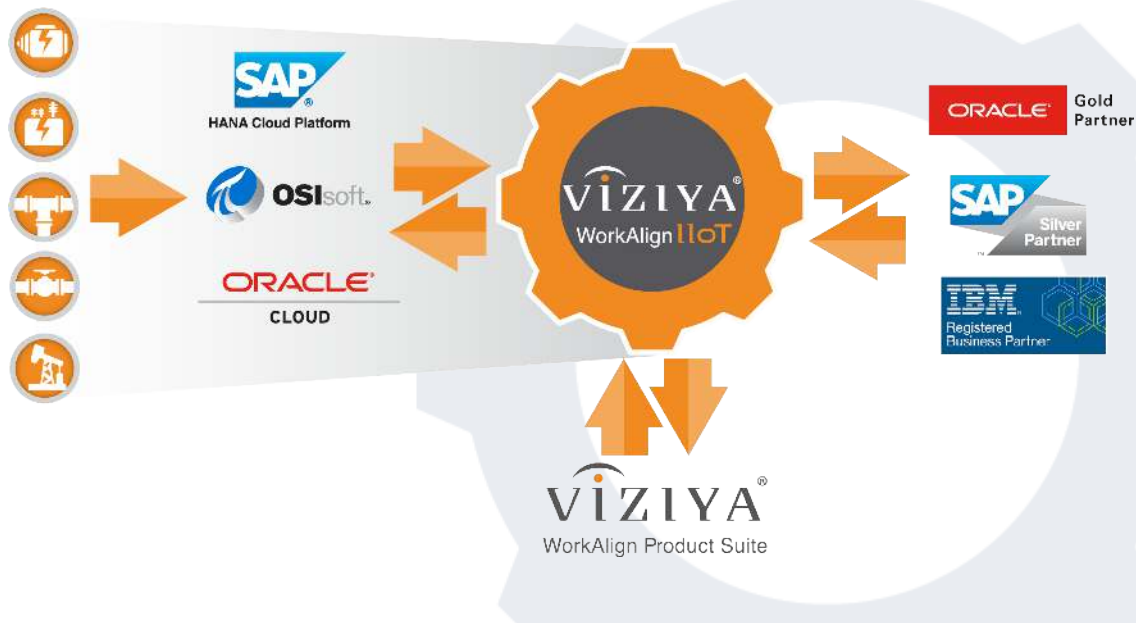 SAP®
HANA Cloud Platform
OSIsoft.
ORACLE®
CLOUD
VIZIYA®
WorkAlign IIoT
ORACLE®
Gold
Partner
SAP
Silver
Partner
™
IBM®
Registered
Business Partner
VIZIYA®
WorkAlign Product Suite